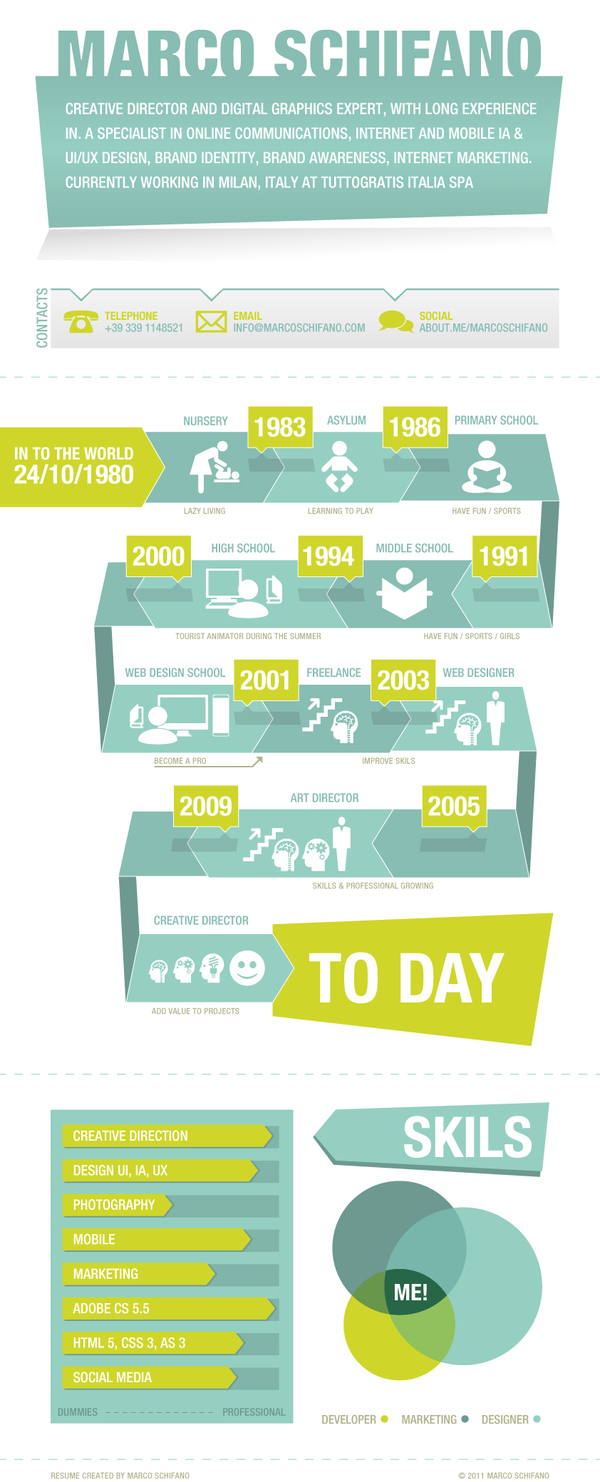 MARCO SCHIFANO
CREATIVE DIRECTOR AND DIGITAL GRAPHICS EXPERT, WITH LONG EXPERIENCE
IN. A SPECIALIST IN ONLINE COMMUNICATIONS, INTERNET AND MOBILE IA &
UI/UX DESIGN, BRAND IDENTITY, BRAND AWARENESS, INTERNET MARKETING.
CURRENTLY WORKING IN MILAN, ITALY AT TUTTOGRATIS ITALIA SPA
CONTACTS
TELEPHONE
+39 339 1148521
EMAIL
INFO@MARCOSCHIFANO.COM
SOCIAL
ABOUT.ME/MARCOSCHIFANO
IN TO THE WORLD
24/10/1980
NURSERY
LAZY LIVING
1983
ASYLUM
LEARNING TO PLAY
1986
PRIMARY SCHOOL
HAVE FUN / SPORTS
1991
MIDDLE SCHOOL
HAVE FUN / SPORTS / GIRLS
1994
HIGH SCHOOL
TOURIST ANIMATOR DURING THE SUMMER
2000
WEB DESIGN SCHOOL
BECOME A PRO
2001
FREELANCE
2003
IMPROVE SKILS
WEB DESIGNER
2005
ART DIRECTOR
SKILLS & PROFESSIONAL GROWING
2009
CREATIVE DIRECTOR
ADD VALUE TO PROJECTS
TO DAY
SKILS
CREATIVE DIRECTION
DESIGN UI, IA, UX
PHOTOGRAPHY
MOBILE
MARKETING
ADOBE CS 5.5
HTML 5, CSS 3, AS 3
SOCIAL MEDIA
DUMMIES
PROFESSIONAL
ME!
DEVELOPER
MARKETING
DESIGNER
RESUME CREATED BY MARCO SCHIFANO
© 2011 MARCO SCHIFANO